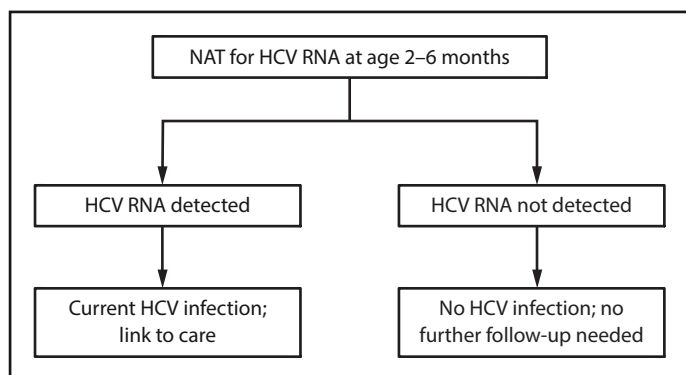 NAT for HCV RNA at age 2–6 months
HCV RNA detected
HCV RNA not detected
Current HCV infection;
link to care
No HCV infection; no
further follow-up needed